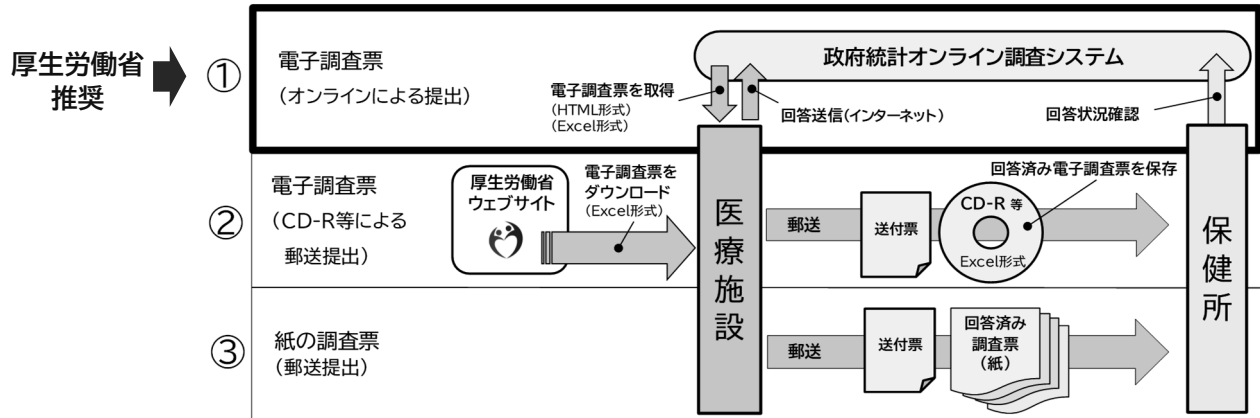 厚生労働省
推奨
①
電子調査票
（オンラインによる提出）
政府統計オンライン調査システム
電子調査票を取得
（HTML形式）
（Excel形式）
回答送信（インターネット）
回答状況確認
②
電子調査票
（CD-R等による
郵送提出）
厚生労働省
ウェブサイト
電子調査票を
ダウンロード
（Excel形式）
医療施設
郵送
送付票
回答済み電子調査票を保存
CD-R 等
Excel形式
保健所
③
紙の調査票
（郵送提出）
郵送
送付票
回答済み
調査票
（紙）